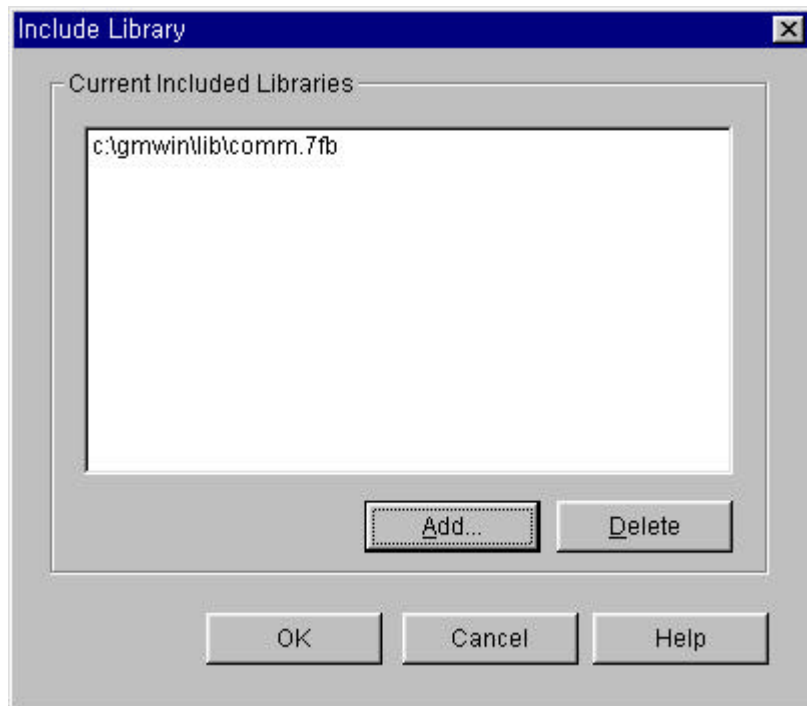 Include Library
Current Included Libraries
c:\gmwin\lib\comm.7fb
Add...
Delete
OK
Cancel
Help